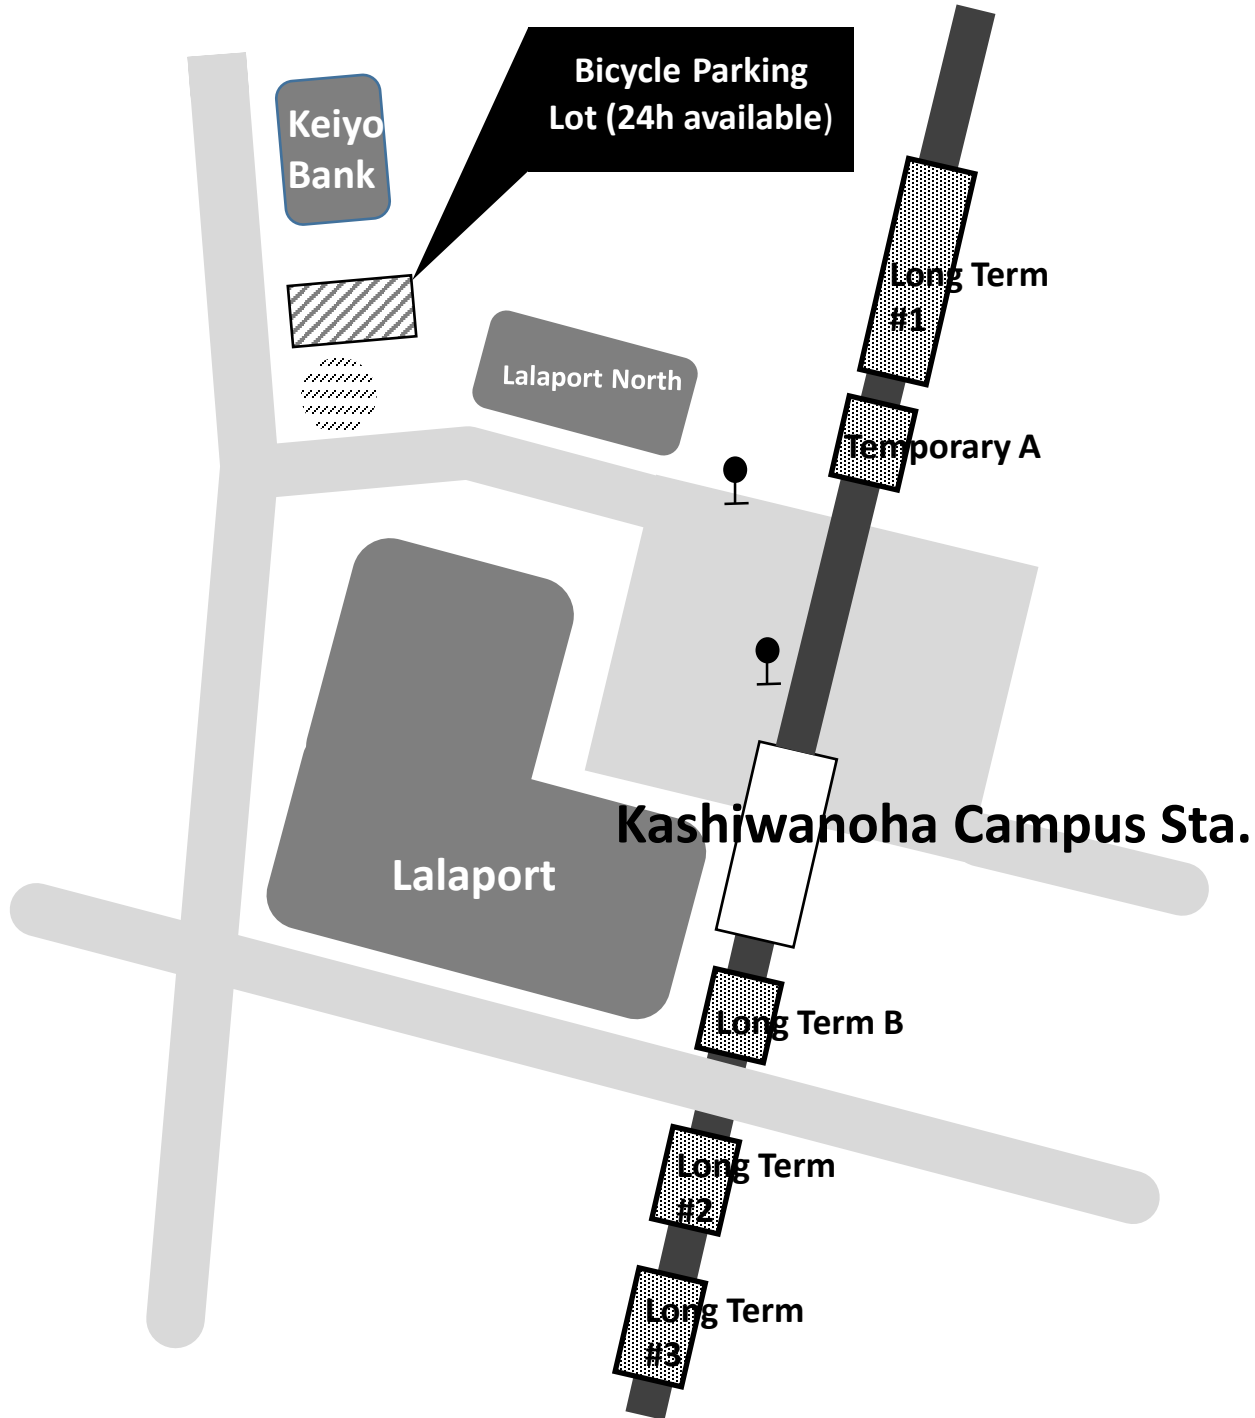 Bicycle Parking
Lot (24h available)
Keiyo
Bank
Long Term
#1
Lalaport North
Temporary A
Kashiwanoha Campus Sta.
Lalaport
Long Term B
Long Term
#2
Long Term
#3